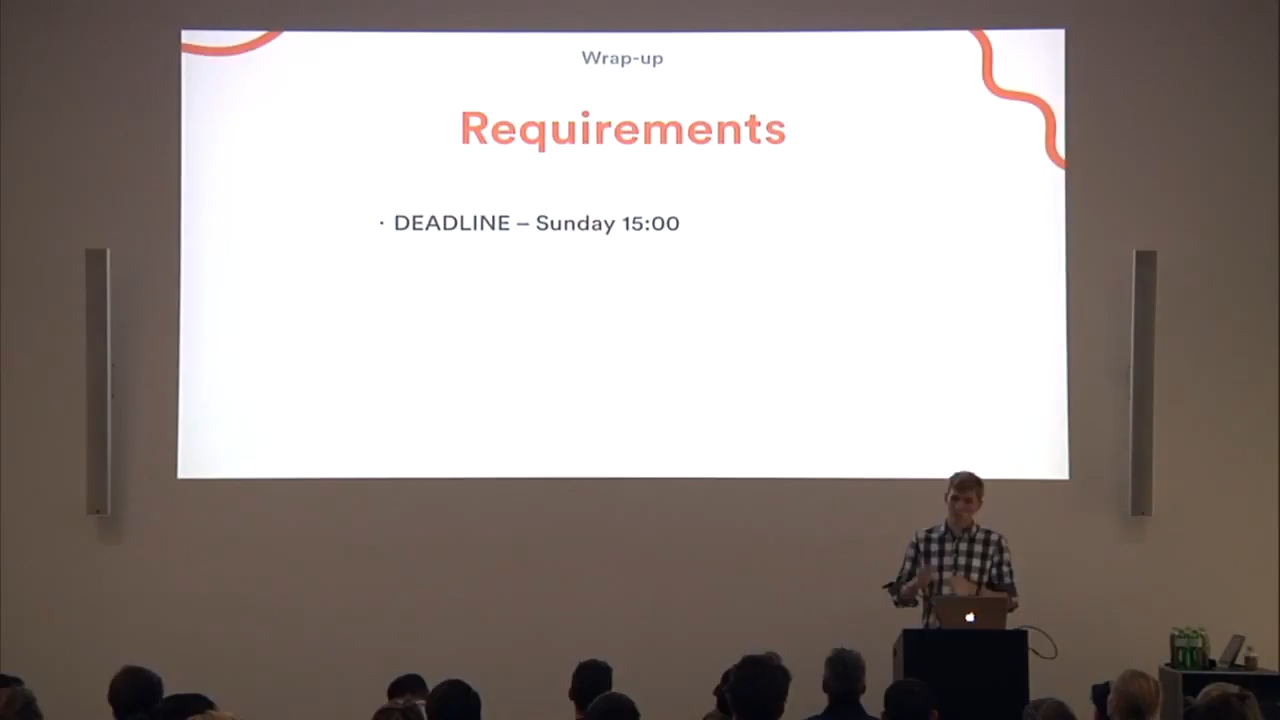 Wrap-up
Requirements
· DEADLINE – Sunday 15:00